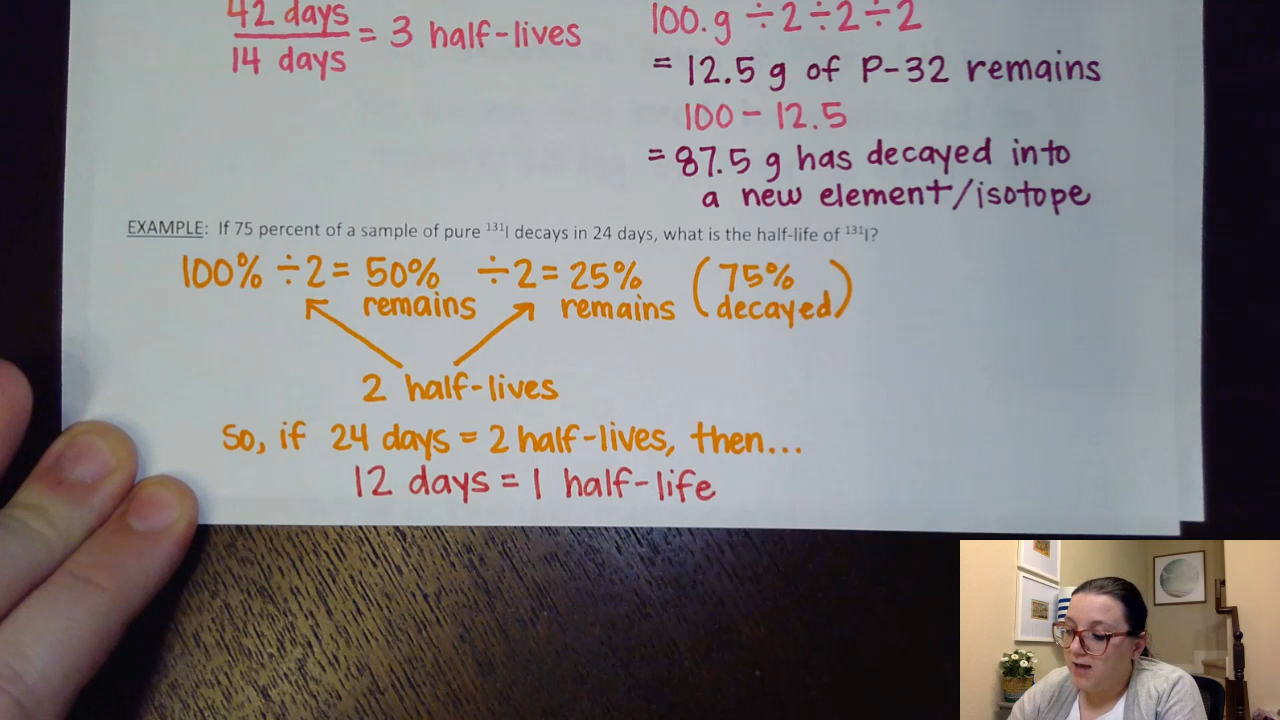 42 days
14 days
= 3 half-lives
100.g ÷2÷2÷2
= 12.5 g of P-32 remains
100 - 12.5
= 87.5 g has decayed into
a new element/isotope
EXAMPLE: If 75 percent of a sample of pure ¹³¹I decays in 24 days, what is the half-life of ¹³¹I?
100% ÷2 = 50% ÷2 = 25% (75%
remains remains decayed)
2 half-lives
So, if 24 days = 2 half-lives, then...
12 days = 1 half-life